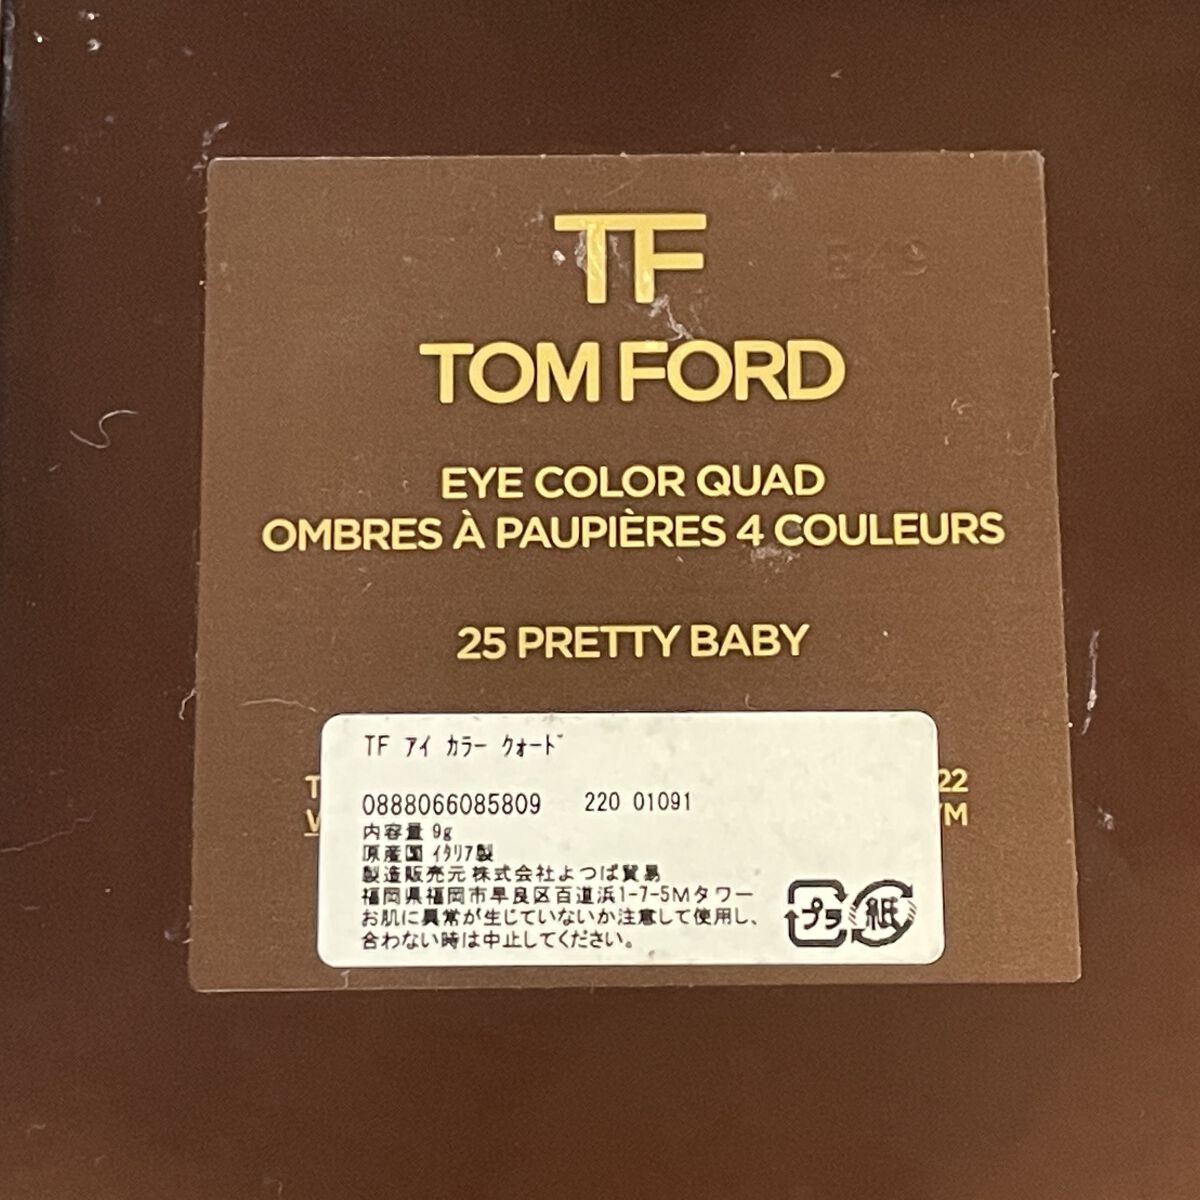 TF
E49
TOM FORD
EYE COLOR QUAD
OMBRES À PAUPIÈRES 4 COULEURS
25 PRETTY BABY
TF ｱｲ ｶﾗｰ ｸｫｰﾄﾞ
0888066085809 220 01091
内容量 9g
原産国 ｲﾀﾘｱ製
製造販売元 株式会社よつば貿易
福岡県福岡市早良区百道浜1-7-5Mタワー
お肌に異常が生じていないか注意して使用し、
合わない時は中止してください。
プラ 紙
T 22
W /M